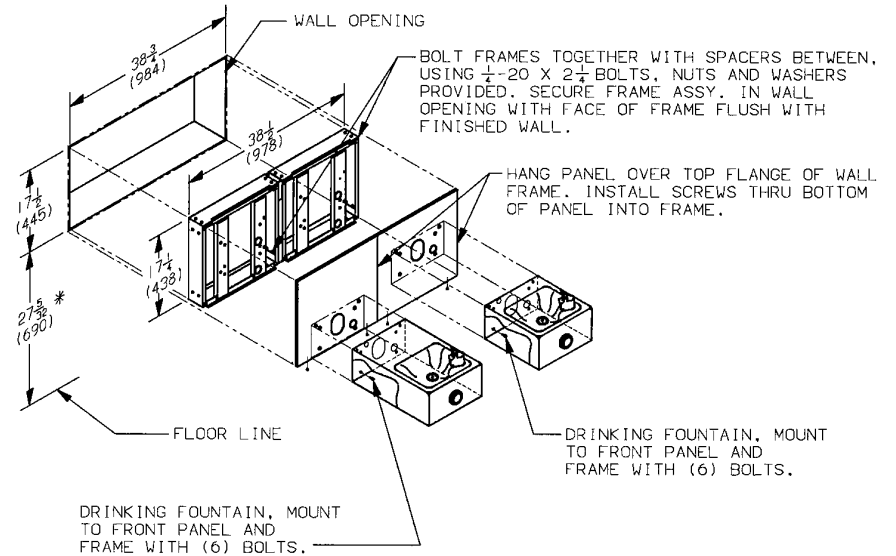 WALL OPENING
38 3/4
(984)
BOLT FRAMES TOGETHER WITH SPACERS BETWEEN,
USING 1/4-20 X 2 1/4 BOLTS, NUTS AND WASHERS
PROVIDED. SECURE FRAME ASSY. IN WALL
OPENING WITH FACE OF FRAME FLUSH WITH
FINISHED WALL.
38 1/2
(978)
HANG PANEL OVER TOP FLANGE OF WALL
FRAME. INSTALL SCREWS THRU BOTTOM
OF PANEL INTO FRAME.
17 1/2
(445)
17 1/4
(438)
27 5/32 *
(690)
FLOOR LINE
DRINKING FOUNTAIN, MOUNT
TO FRONT PANEL AND
FRAME WITH (6) BOLTS.
DRINKING FOUNTAIN, MOUNT
TO FRONT PANEL AND
FRAME WITH (6) BOLTS.